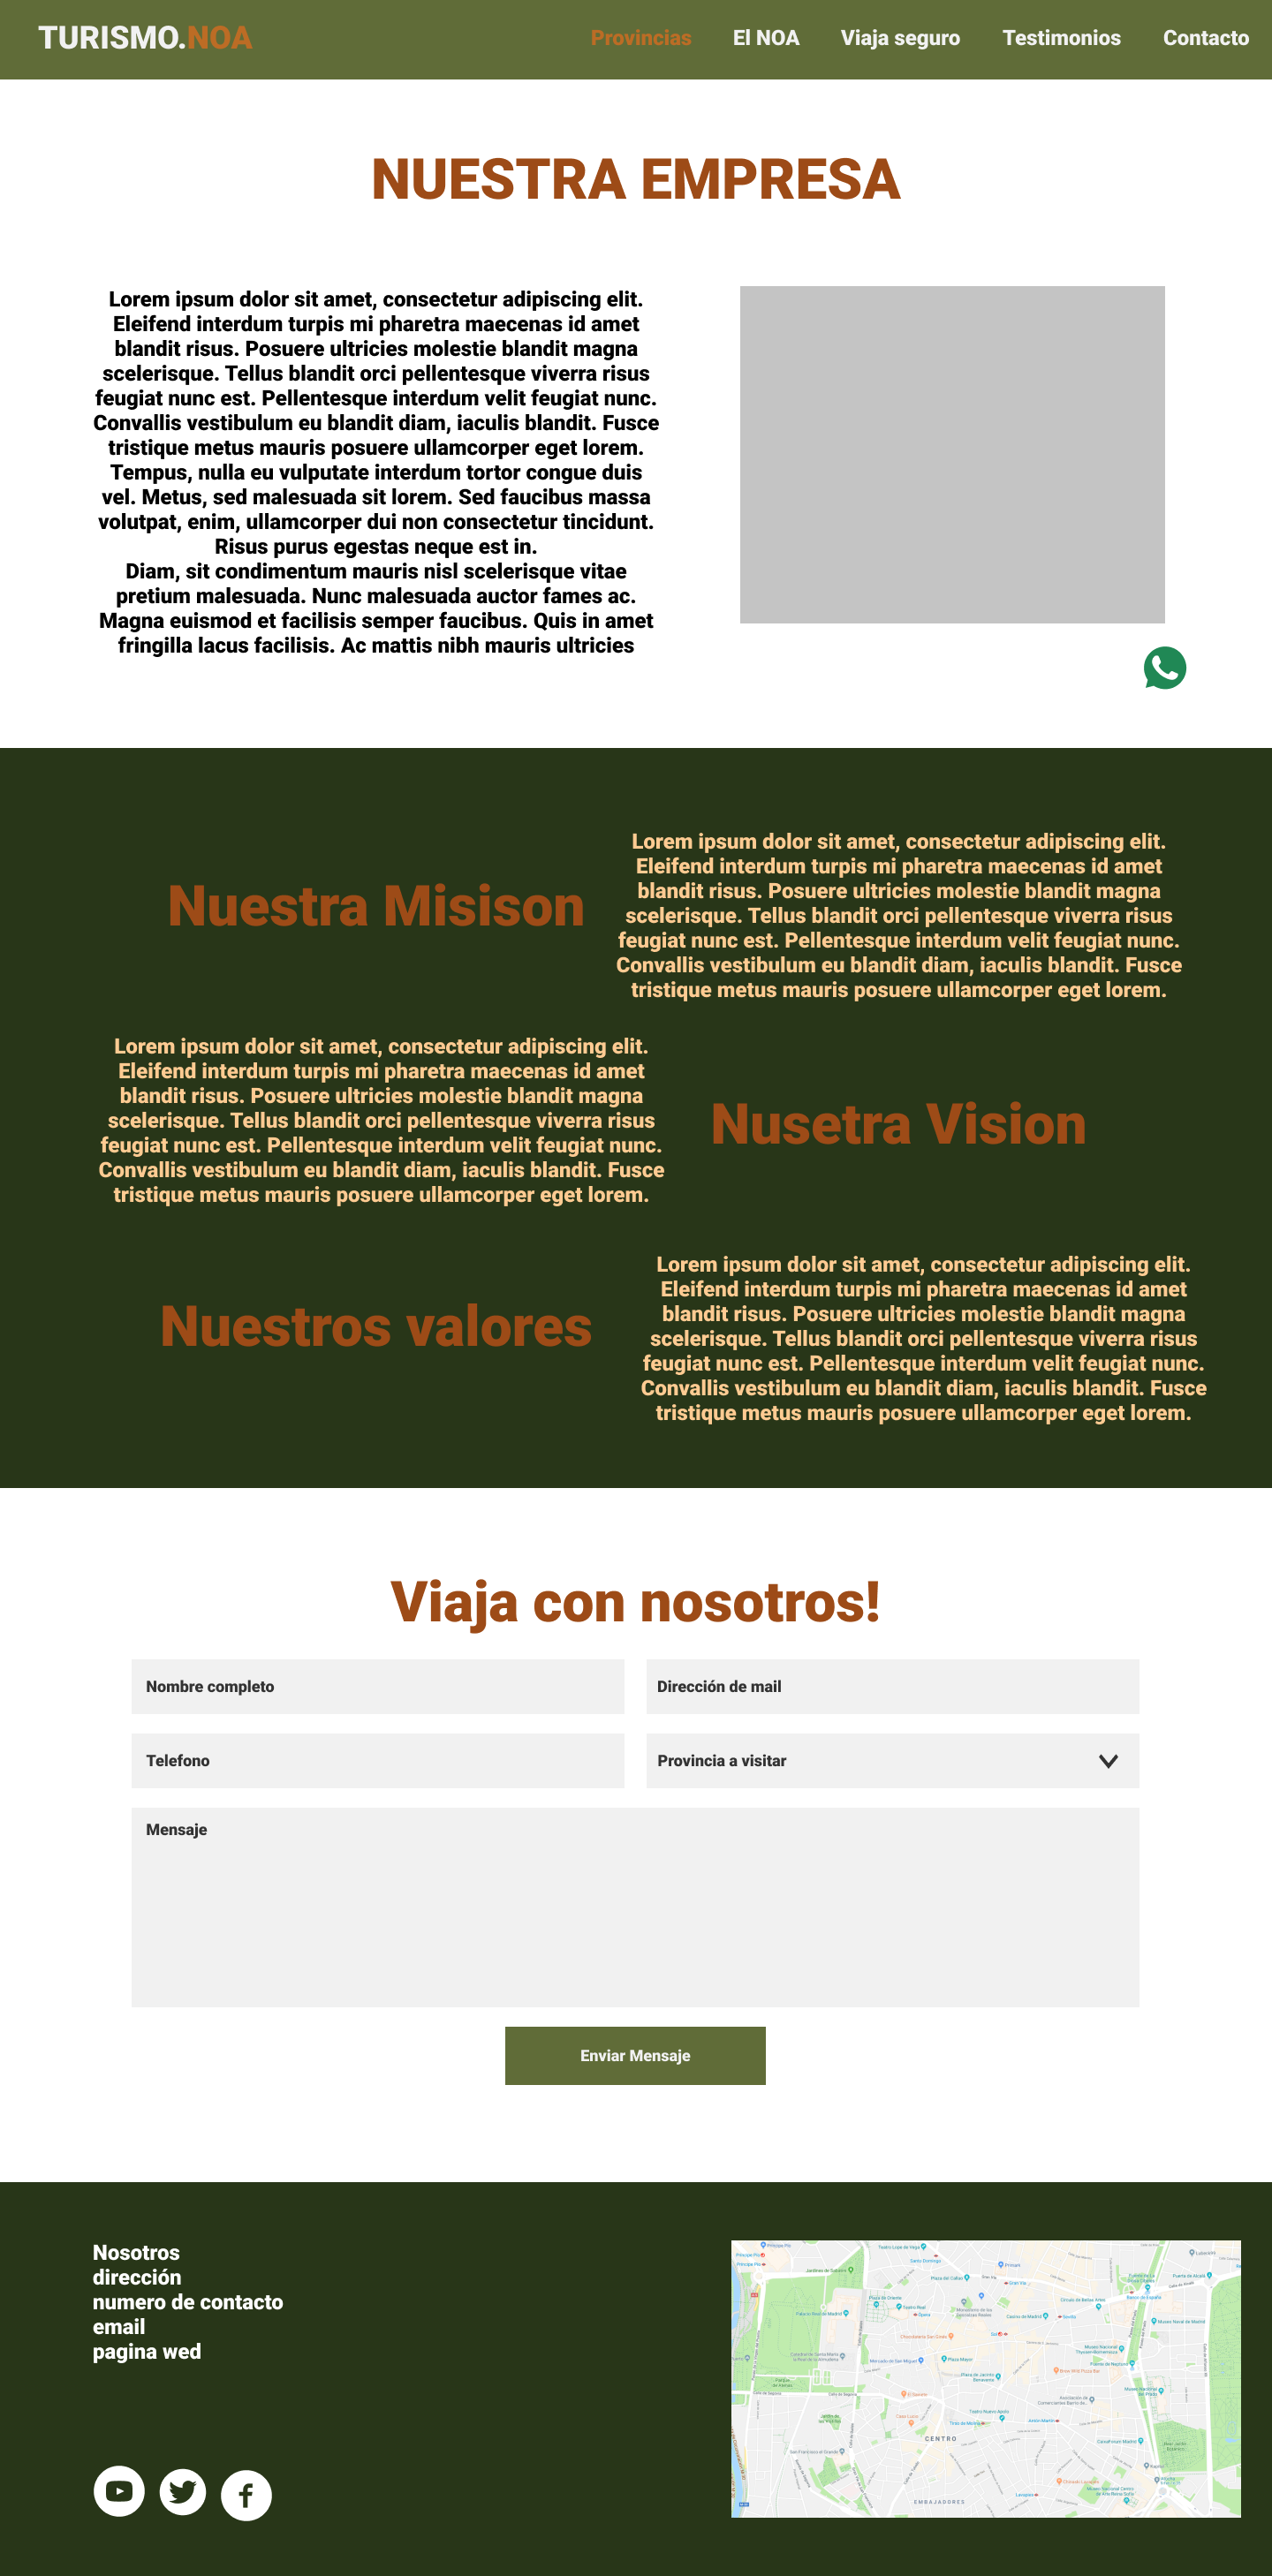 TURISMO.NOA
Provincias El NOA Viaja seguro Testimonios Contacto
NUESTRA EMPRESA
Lorem ipsum dolor sit amet, consectetur adipiscing elit.
Eleifend interdum turpis mi pharetra maecenas id amet
blandit risus. Posuere ultricies molestie blandit magna
scelerisque. Tellus blandit orci pellentesque viverra risus
feugiat nunc est. Pellentesque interdum velit feugiat nunc.
Convallis vestibulum eu blandit diam, iaculis blandit. Fusce
tristique metus mauris posuere ullamcorper eget lorem.
Tempus, nulla eu vulputate interdum tortor congue duis
vel. Metus, sed malesuada sit lorem. Sed faucibus massa
volutpat, enim, ullamcorper dui non consectetur tincidunt.
Risus purus egestas neque est in.
Diam, sit condimentum mauris nisl scelerisque vitae
pretium malesuada. Nunc malesuada auctor fames ac.
Magna euismod et facilisis semper faucibus. Quis in amet
fringilla lacus facilisis. Ac mattis nibh mauris ultricies
Nuestra Misison
Lorem ipsum dolor sit amet, consectetur adipiscing elit.
Eleifend interdum turpis mi pharetra maecenas id amet
blandit risus. Posuere ultricies molestie blandit magna
scelerisque. Tellus blandit orci pellentesque viverra risus
feugiat nunc est. Pellentesque interdum velit feugiat nunc.
Convallis vestibulum eu blandit diam, iaculis blandit. Fusce
tristique metus mauris posuere ullamcorper eget lorem.
Lorem ipsum dolor sit amet, consectetur adipiscing elit.
Eleifend interdum turpis mi pharetra maecenas id amet
blandit risus. Posuere ultricies molestie blandit magna
scelerisque. Tellus blandit orci pellentesque viverra risus
feugiat nunc est. Pellentesque interdum velit feugiat nunc.
Convallis vestibulum eu blandit diam, iaculis blandit. Fusce
tristique metus mauris posuere ullamcorper eget lorem.
Nusetra Vision
Nuestros valores
Lorem ipsum dolor sit amet, consectetur adipiscing elit.
Eleifend interdum turpis mi pharetra maecenas id amet
blandit risus. Posuere ultricies molestie blandit magna
scelerisque. Tellus blandit orci pellentesque viverra risus
feugiat nunc est. Pellentesque interdum velit feugiat nunc.
Convallis vestibulum eu blandit diam, iaculis blandit. Fusce
tristique metus mauris posuere ullamcorper eget lorem.
Viaja con nosotros!
Nombre completo
Dirección de mail
Telefono
Provincia a visitar
Mensaje
Enviar Mensaje
Nosotros
dirección
numero de contacto
email
pagina wed
Plaza de Oriente
Teatro Real
Ópera
Gran Vía
Sol
Plaza Mayor
Mercado de San Miguel
CENTRO
EMBAJADORES